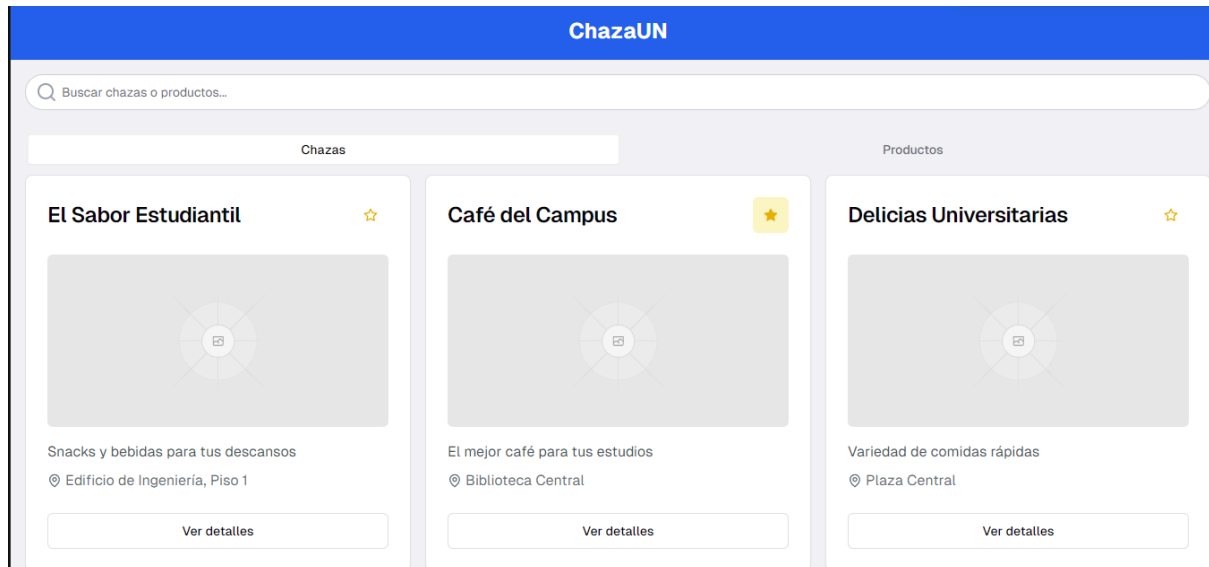 ChazaUN
Buscar chazas o productos...
Chazas
Productos
El Sabor Estudiantil
Café del Campus
Delicias Universitarias
Snacks y bebidas para tus descansos
El mejor café para tus estudios
Variedad de comidas rápidas
Edificio de Ingeniería, Piso 1
Biblioteca Central
Plaza Central
Ver detalles
Ver detalles
Ver detalles